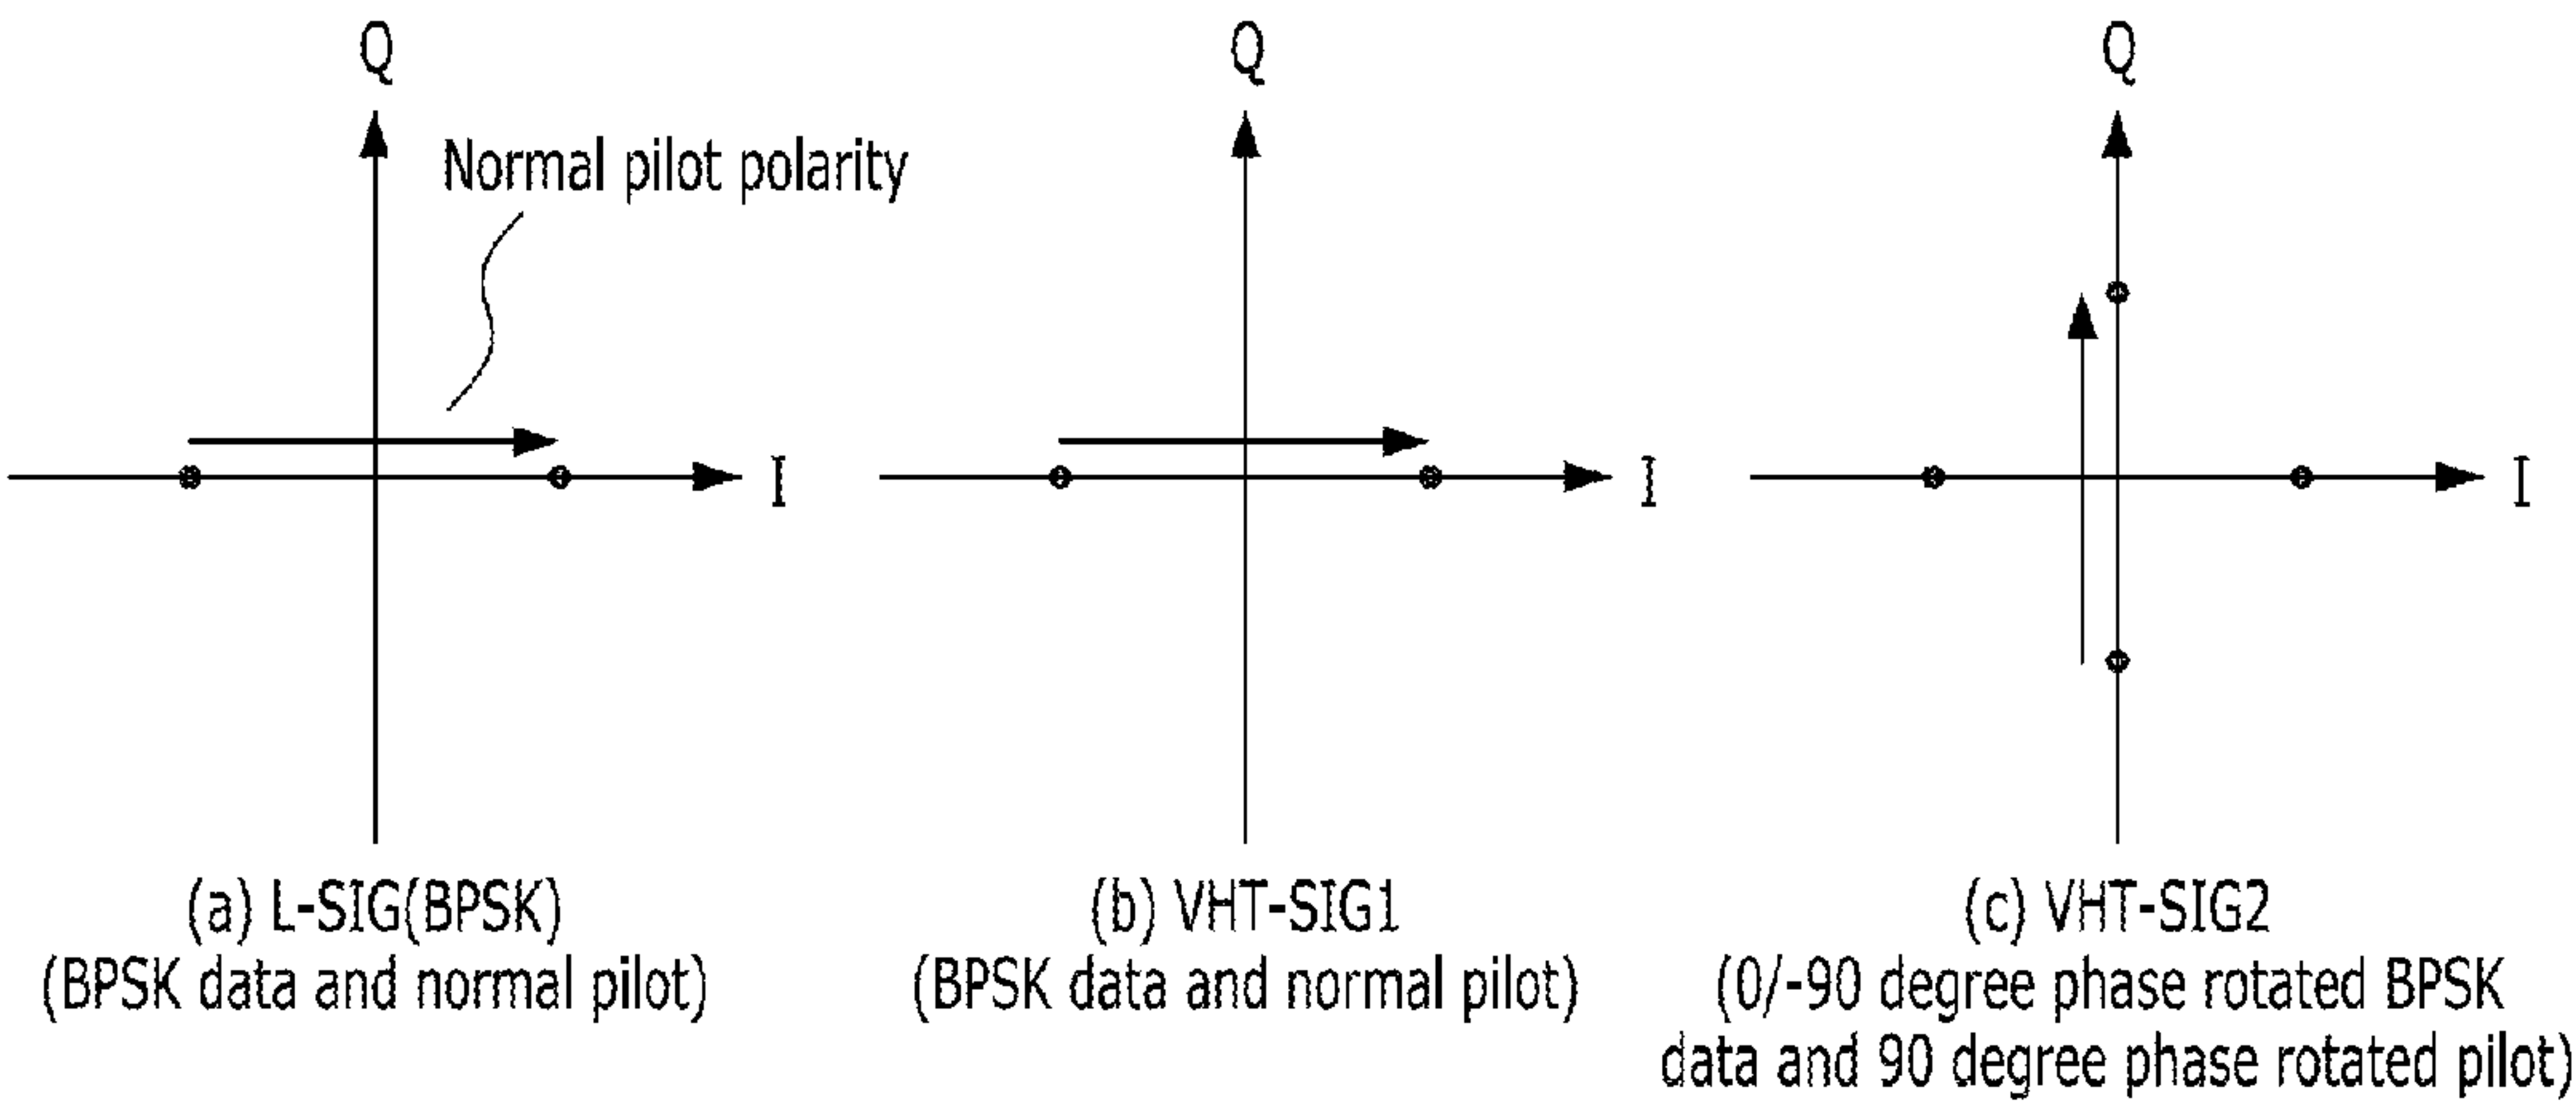 Q
Normal pilot polarity
I
(a) L-SIG(BPSK)
(BPSK data and normal pilot)
Q
I
(b) VHT-SIG1
(BPSK data and normal pilot)
Q
I
(c) VHT-SIG2
(0/-90 degree phase rotated BPSK
data and 90 degree phase rotated pilot)